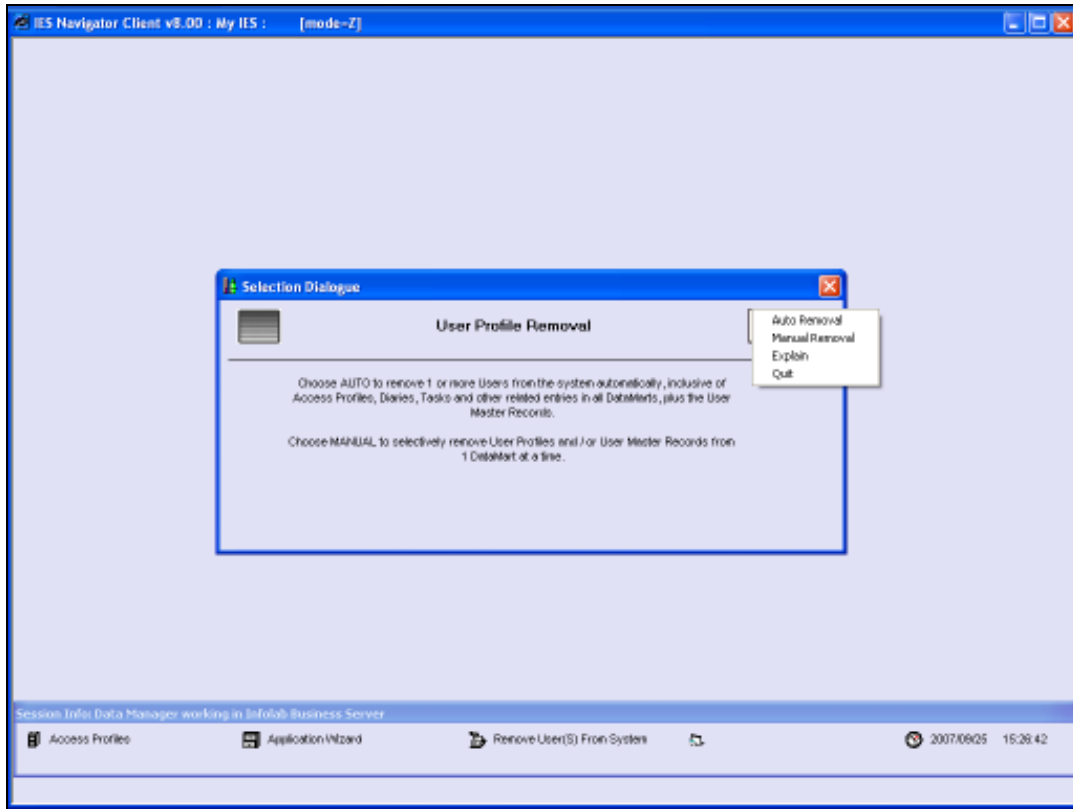 IES Navigator Client v8.00 : My IES : [mode=Z]
Selection Dialogue
User Profile Removal
Auto Removal
Manual Removal
Explain
Quit
Choose AUTO to remove 1 or more Users from the system automatically, inclusive of
Access Profiles, Diaries, Tasks and other related entries in all DataMarts, plus the User
Master Records.
Choose MANUAL to selectively remove User Profiles and / or User Master Records from
1 DataMart at a time.
Session Info: Data Manager working in Infolab Business Server
Access Profiles
Application Wizard
Remove User(S) From System
2007/09/25 15:26:42